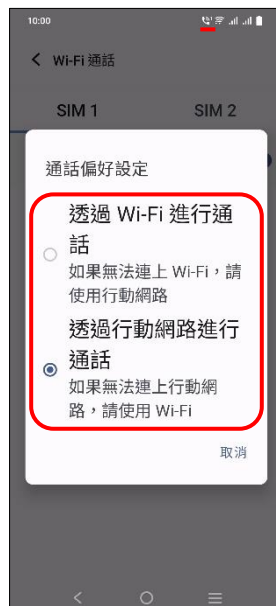 10:00
Wi-Fi 通話
SIM 1 SIM 2
通話偏好設定
透過 Wi-Fi 進行通
話
如果無法連上 Wi-Fi，請
使用行動網路
透過行動網路進行
通話
如果無法連上行動網
路，請使用 Wi-Fi
取消